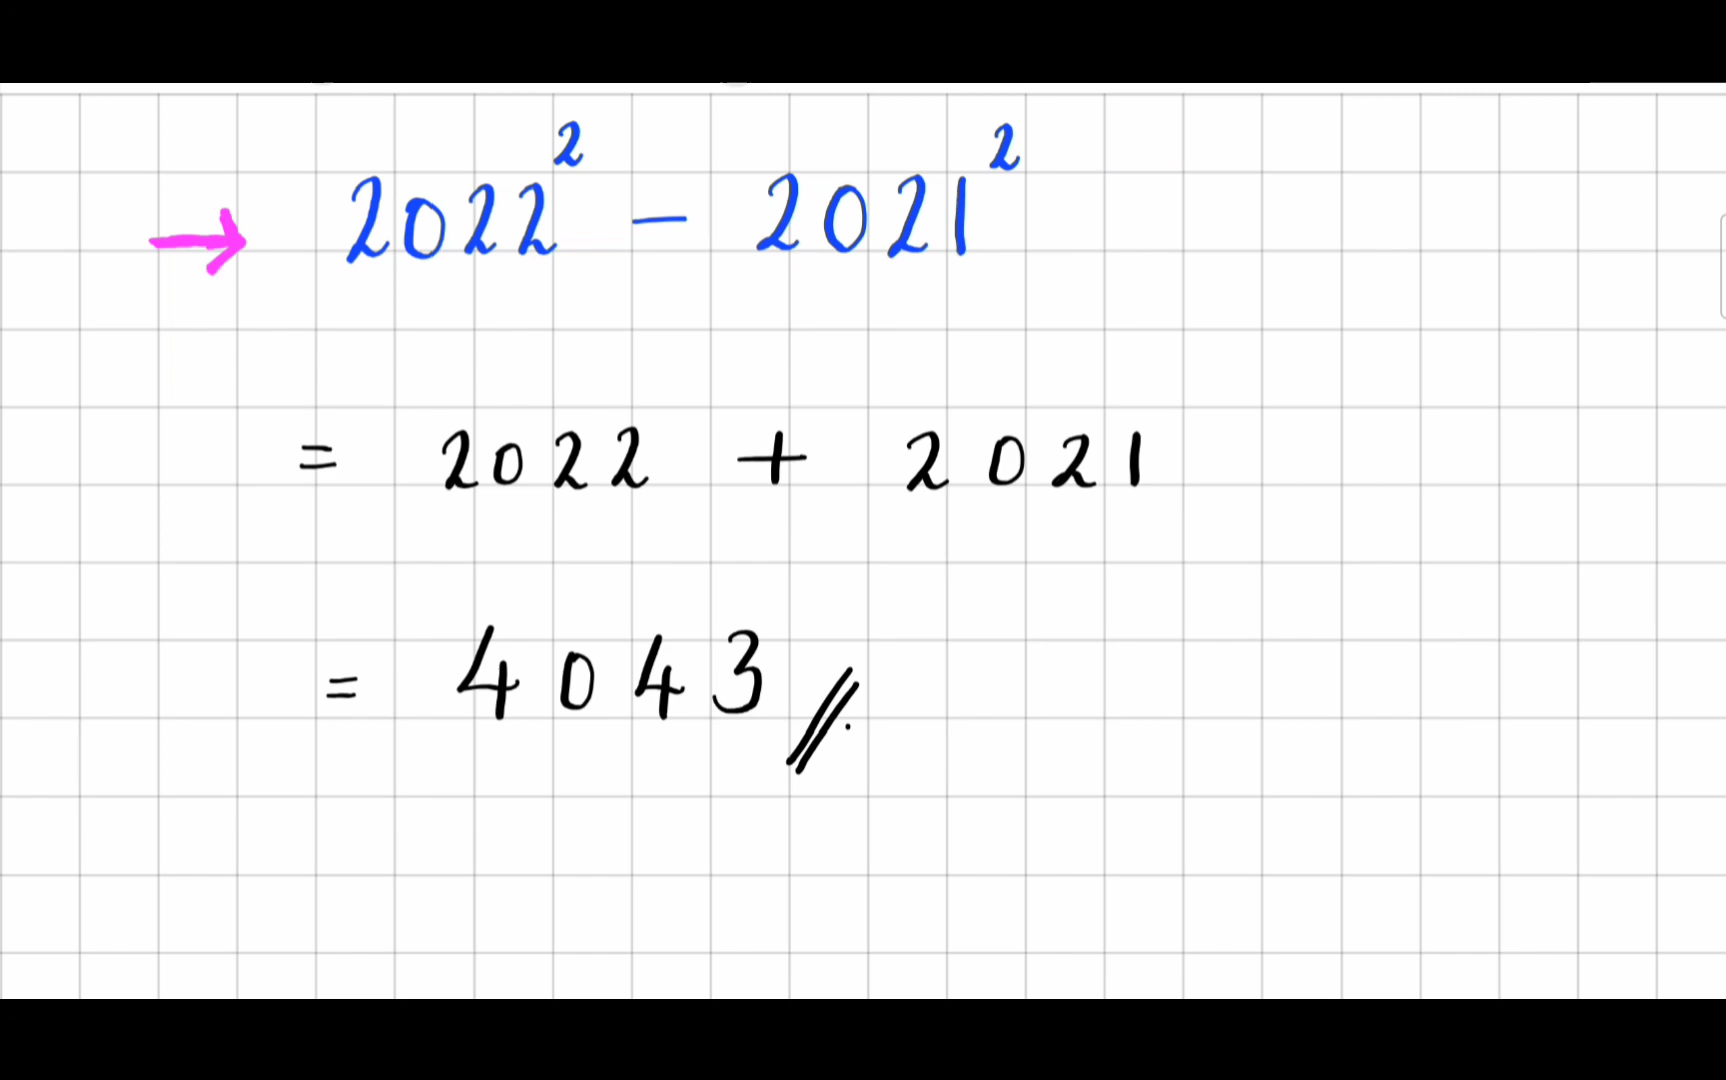 → 2022² − 2021²
= 2022 + 2021
= 4043 //.